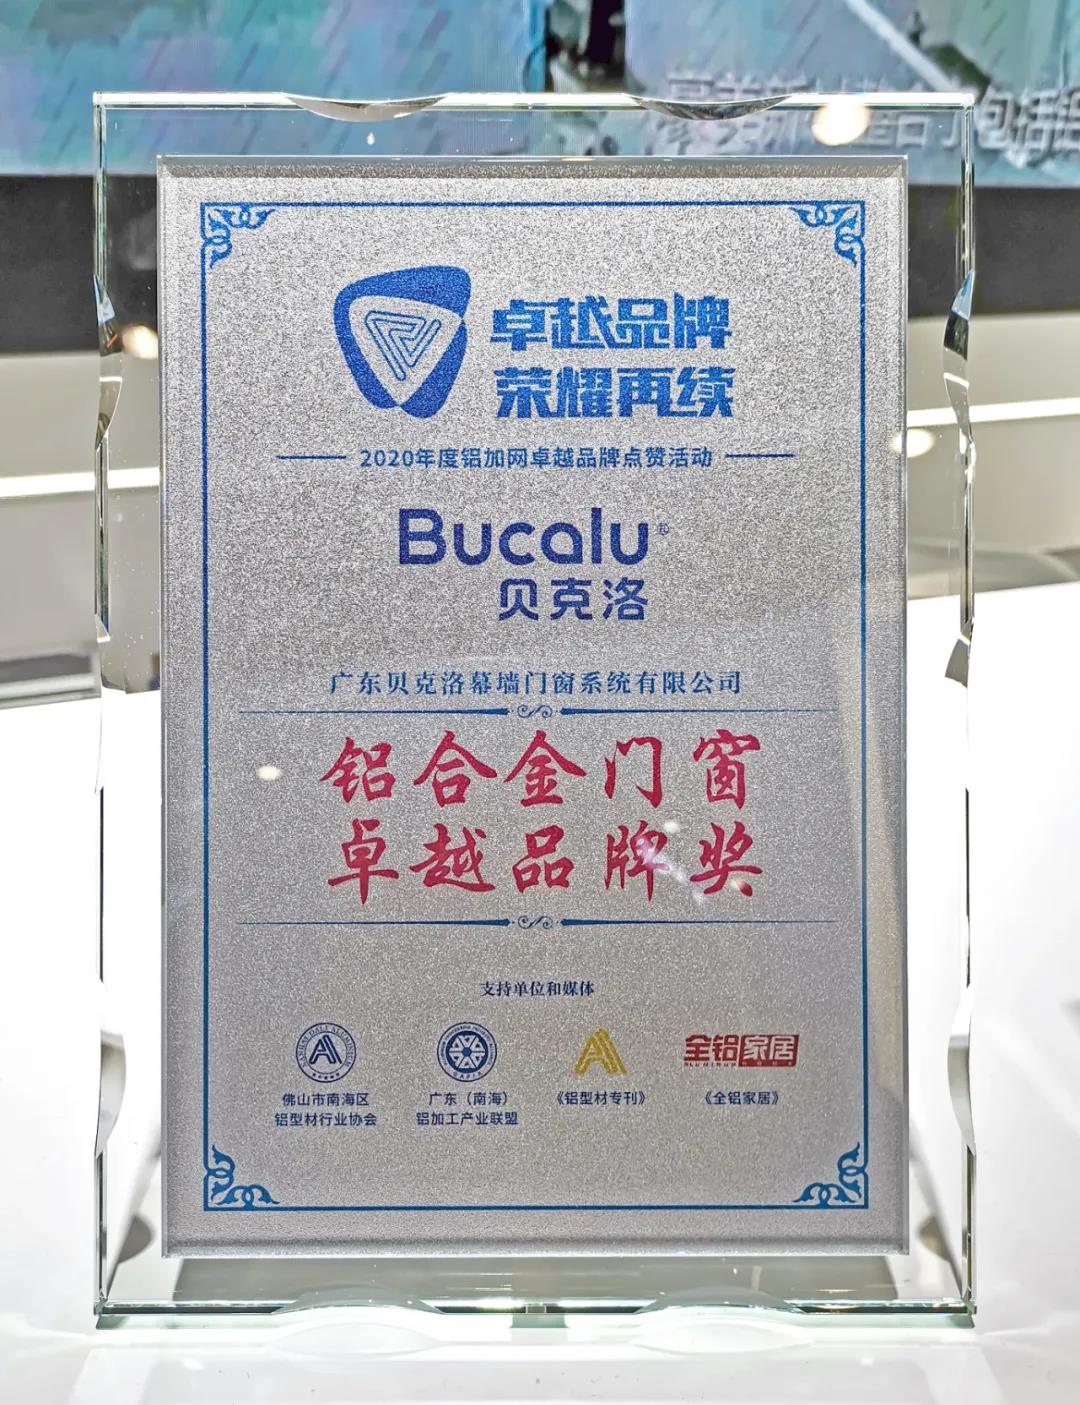 卓越品牌
荣耀再续
2020年度铝加网卓越品牌点赞活动
Bucalu®
贝克洛
广东贝克洛幕墙门窗系统有限公司
铝合金门窗
卓越品牌奖
支持单位和媒体
佛山市南海区
铝型材行业协会
广东（南海）
铝加工产业联盟
《铝型材专刊》
全铝家居
《全铝家居》